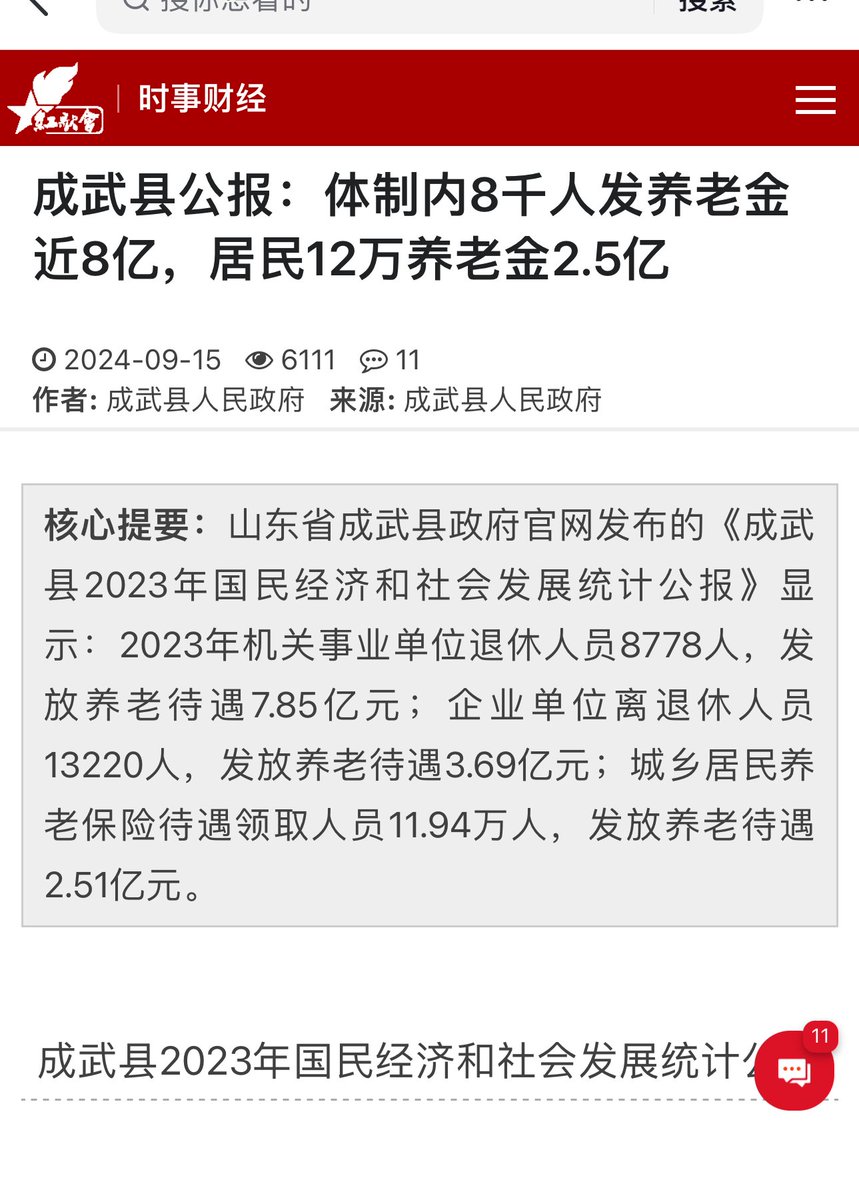 搜你想看的 搜索
红歌会 | 时事财经
成武县公报：体制内8千人发养老金
近8亿，居民12万养老金2.5亿
2024-09-15 6111 11
作者: 成武县人民政府 来源: 成武县人民政府
核心提要：山东省成武县政府官网发布的《成武
县2023年国民经济和社会发展统计公报》显
示：2023年机关事业单位退休人员8778人，发
放养老待遇7.85亿元；企业单位离退休人员
13220人，发放养老待遇3.69亿元；城乡居民养
老保险待遇领取人员11.94万人，发放养老待遇
2.51亿元。
11
成武县2023年国民经济和社会发展统计公